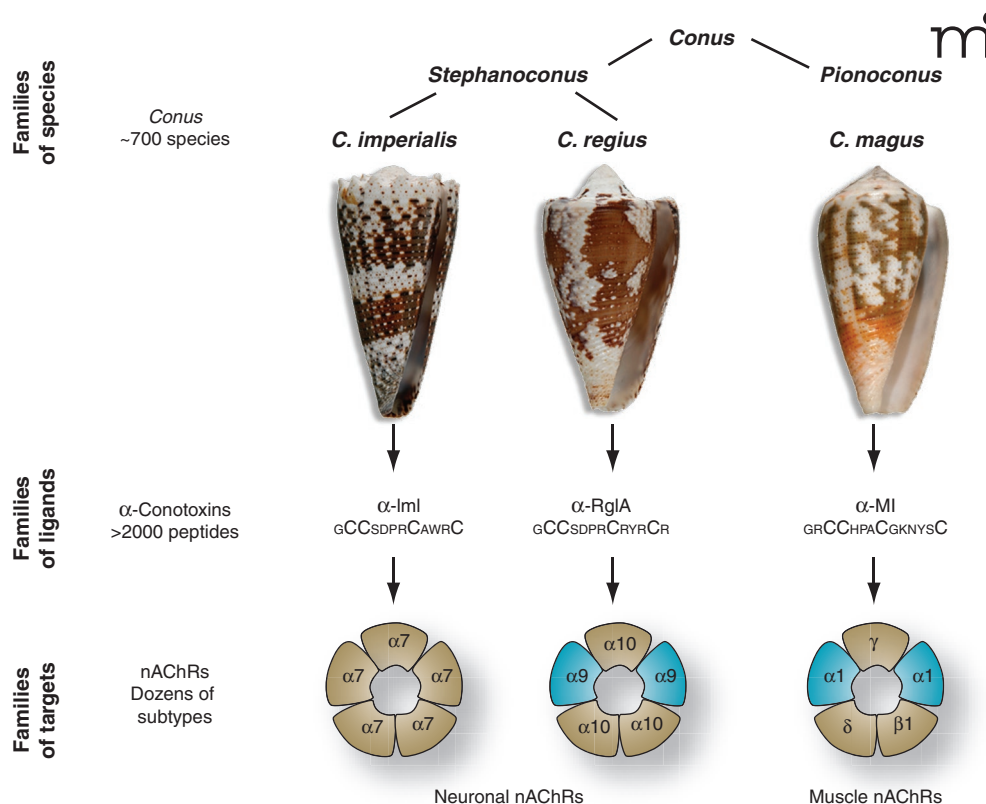 mi
Conus
Stephanoconus
Pionoconus
Families
of species
Conus
~700 species
C. imperialis
C. regius
C. magus
Families
of ligands
α-Conotoxins
>2000 peptides
α-ImI
GCCSDPRCAWRC
α-RgIA
GCCSDPRCRYRCR
α-MI
GRCCHPACGKNYSC
Families
of targets
nAChRs
Dozens of
subtypes
α7
α7
α7
α7
α7
α10
α9
α9
α10
α10
γ
α1
α1
δ
β1
Neuronal nAChRs
Muscle nAChRs